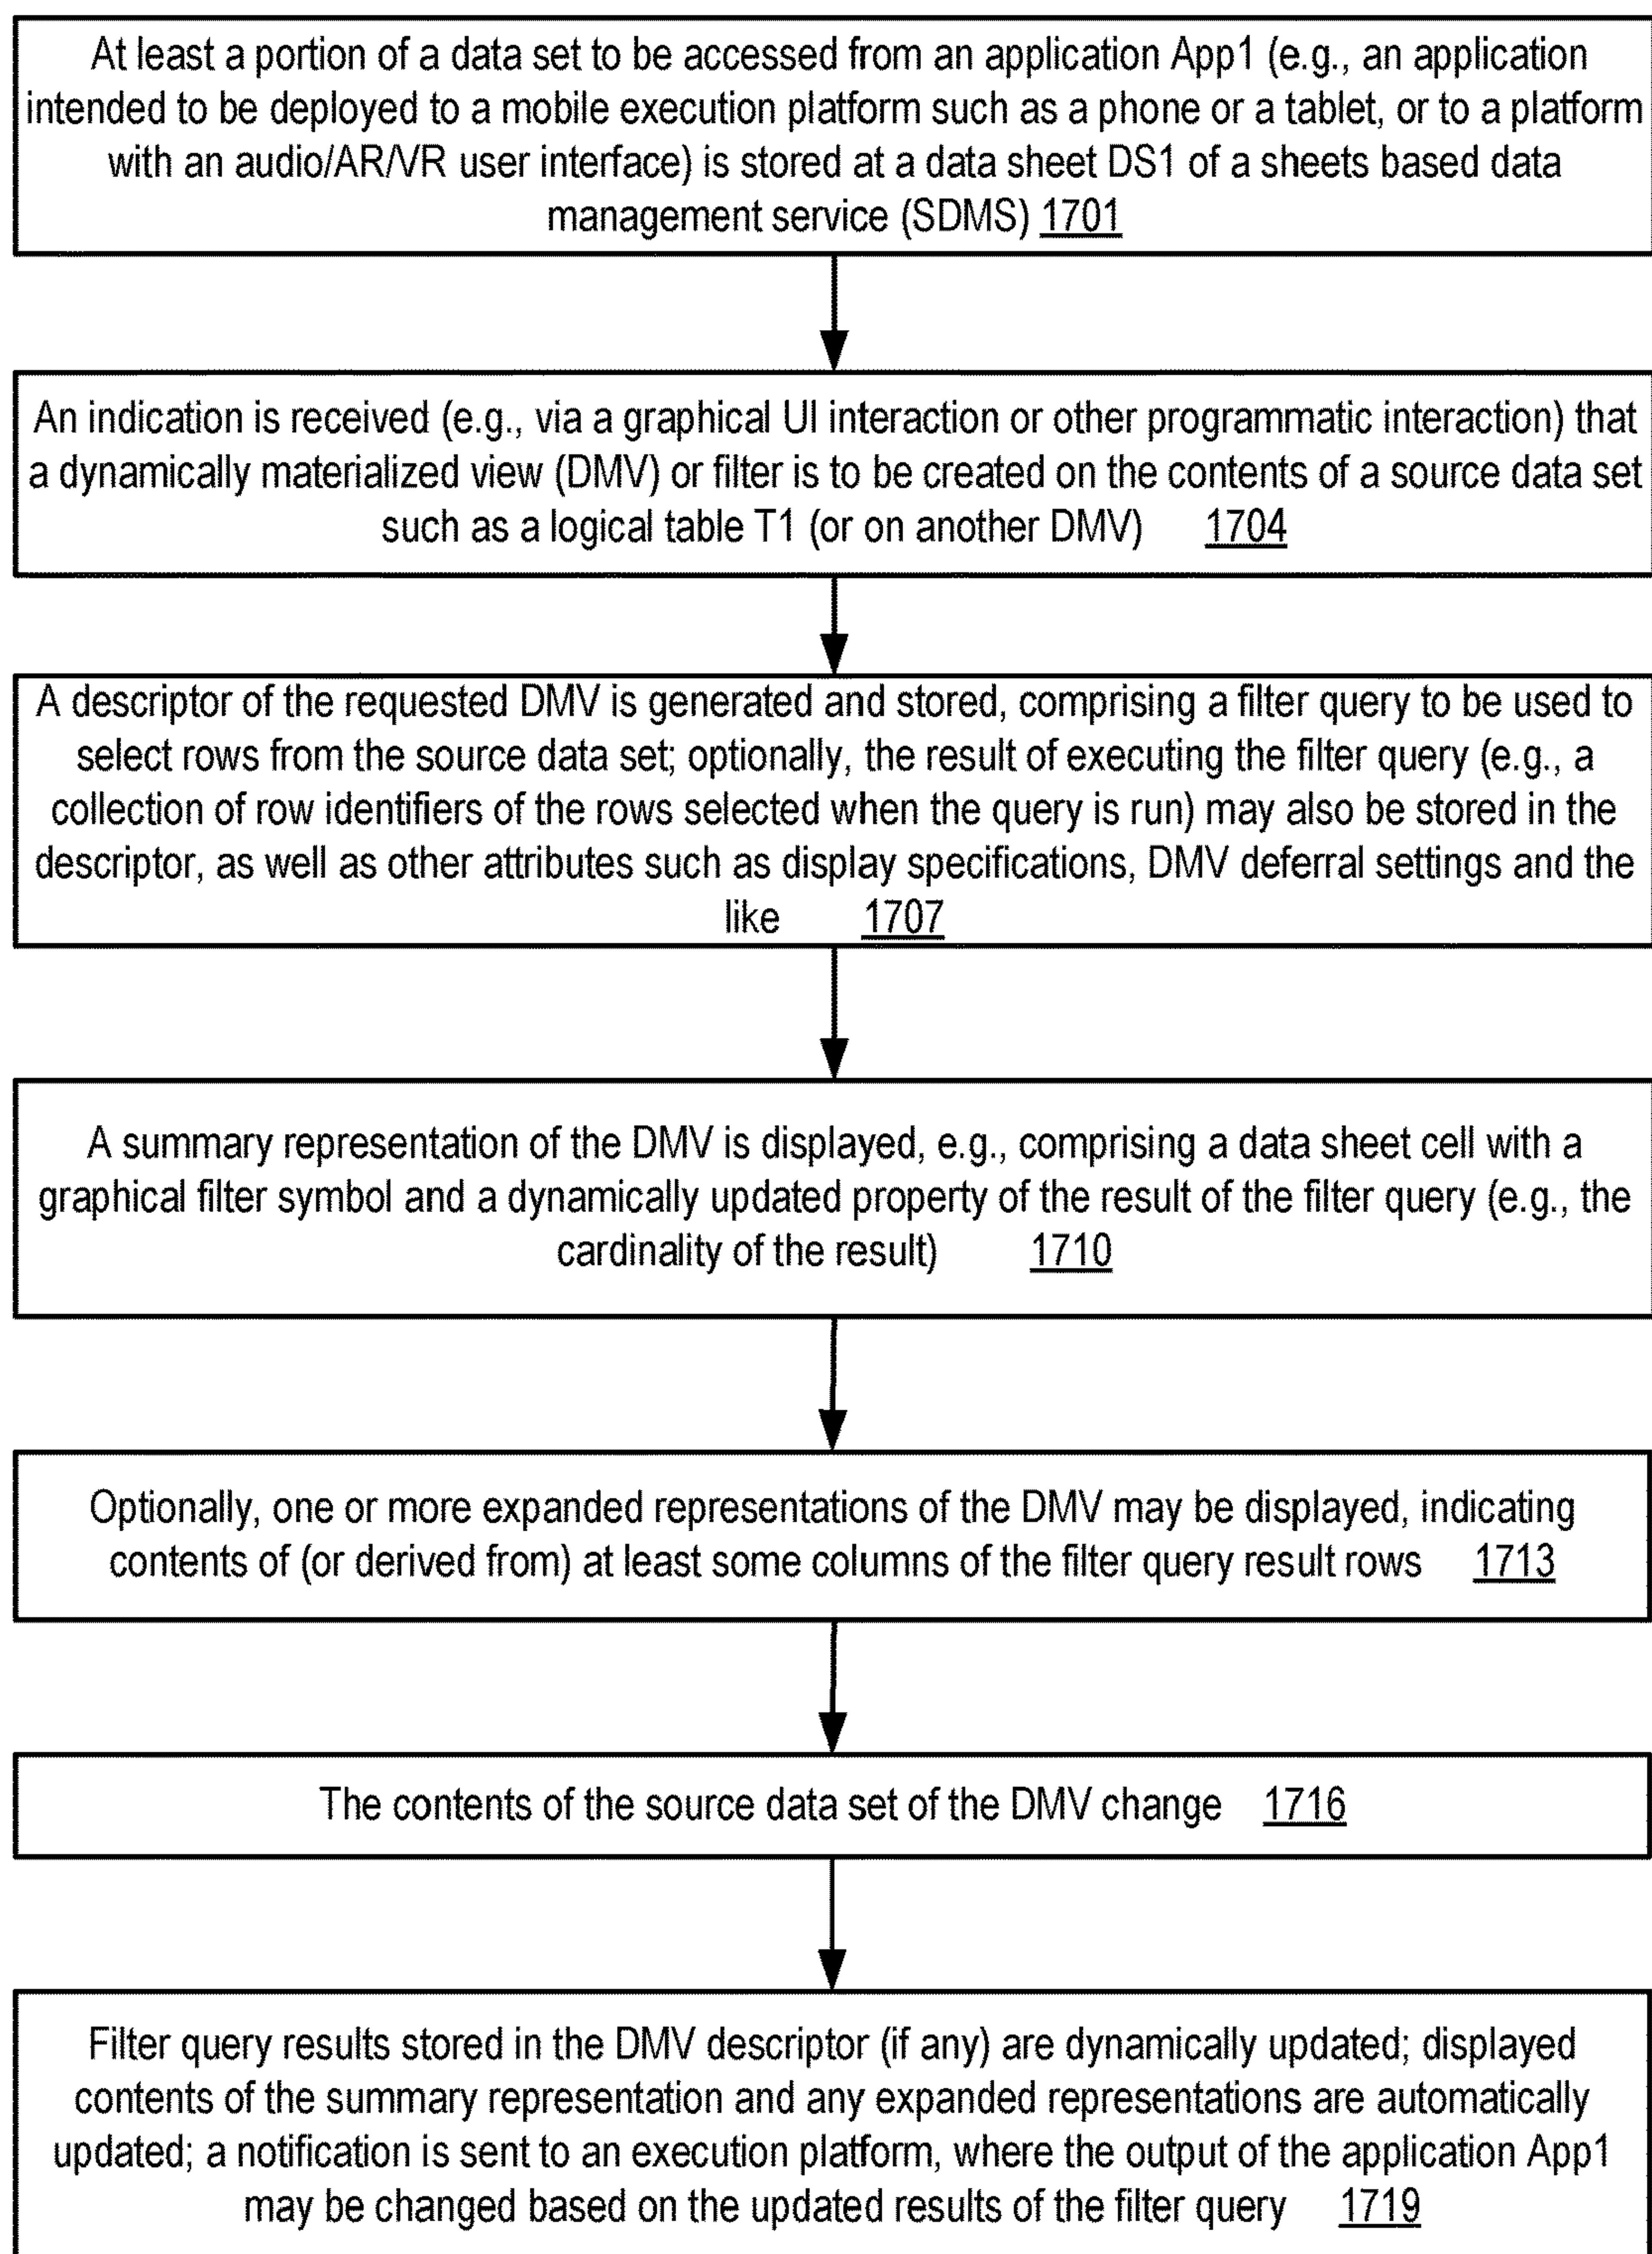 At least a portion of a data set to be accessed from an application App1 (e.g., an application
intended to be deployed to a mobile execution platform such as a phone or a tablet, or to a platform
with an audio/AR/VR user interface) is stored at a data sheet DS1 of a sheets based data
management service (SDMS) 1701
An indication is received (e.g., via a graphical UI interaction or other programmatic interaction) that
a dynamically materialized view (DMV) or filter is to be created on the contents of a source data set
such as a logical table T1 (or on another DMV) 1704
A descriptor of the requested DMV is generated and stored, comprising a filter query to be used to
select rows from the source data set; optionally, the result of executing the filter query (e.g., a
collection of row identifiers of the rows selected when the query is run) may also be stored in the
descriptor, as well as other attributes such as display specifications, DMV deferral settings and the
like 1707
A summary representation of the DMV is displayed, e.g., comprising a data sheet cell with a
graphical filter symbol and a dynamically updated property of the result of the filter query (e.g., the
cardinality of the result) 1710
Optionally, one or more expanded representations of the DMV may be displayed, indicating
contents of (or derived from) at least some columns of the filter query result rows 1713
The contents of the source data set of the DMV change 1716
Filter query results stored in the DMV descriptor (if any) are dynamically updated; displayed
contents of the summary representation and any expanded representations are automatically
updated; a notification is sent to an execution platform, where the output of the application App1
may be changed based on the updated results of the filter query 1719